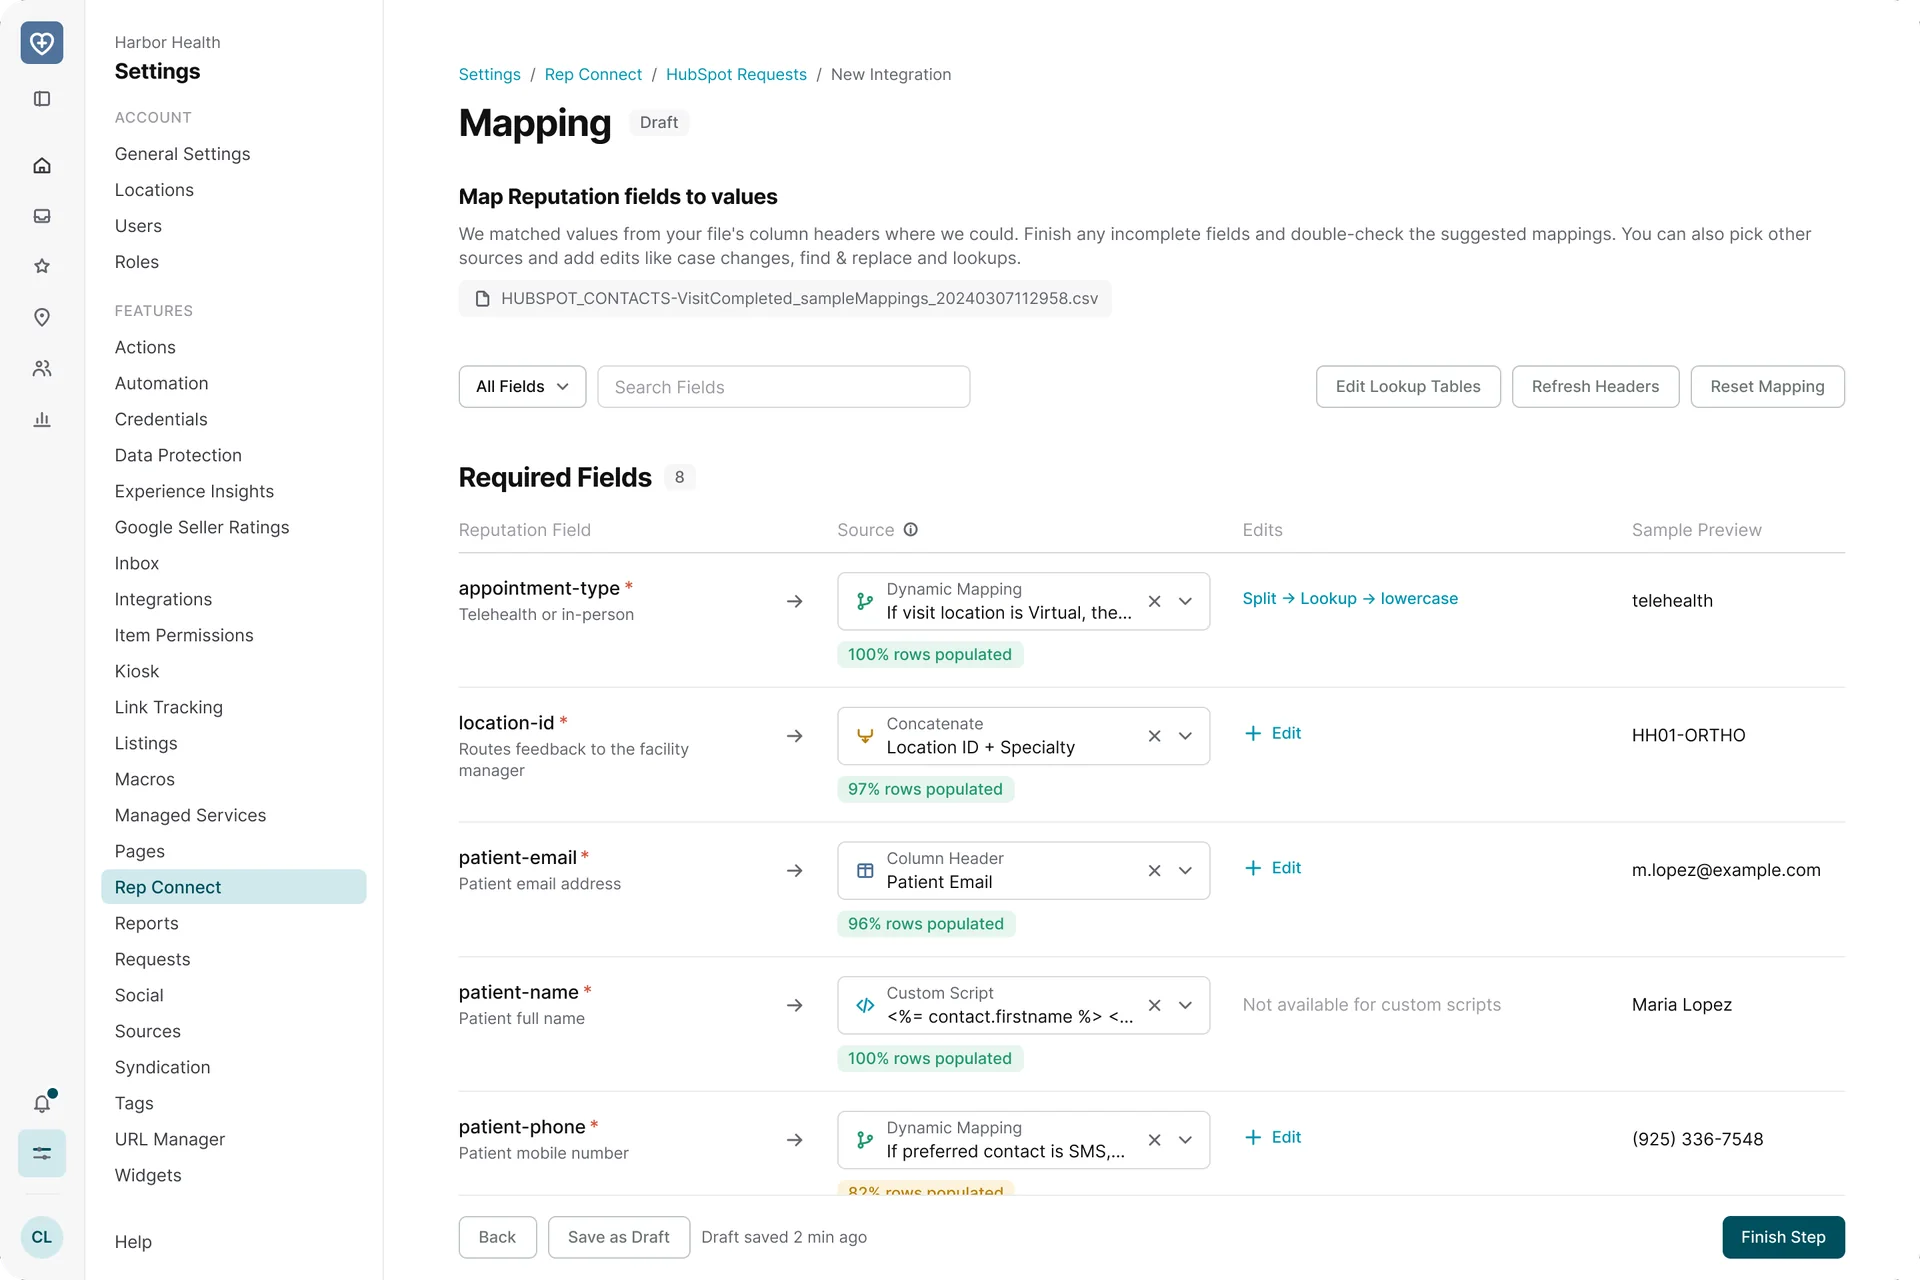 Harbor Health
Settings
ACCOUNT
General Settings
Locations
Users
Roles
FEATURES
Actions
Automation
Credentials
Data Protection
Experience Insights
Google Seller Ratings
Inbox
Integrations
Item Permissions
Kiosk
Link Tracking
Listings
Macros
Managed Services
Pages
Rep Connect
Reports
Requests
Social
Sources
Syndication
Tags
URL Manager
Widgets
Help
CL
Settings / Rep Connect / HubSpot Requests / New Integration
Mapping Draft
Map Reputation fields to values
We matched values from your file's column headers where we could. Finish any incomplete fields and double-check the suggested mappings. You can also pick other
sources and add edits like case changes, find & replace and lookups.
HUBSPOT_CONTACTS-VisitCompleted_sampleMappings_20240307112958.csv
All Fields Search Fields Edit Lookup Tables Refresh Headers Reset Mapping
Required Fields 8
Reputation Field Source Edits Sample Preview
appointment-type *
Telehealth or in-person
Dynamic Mapping
If visit location is Virtual, the...
100% rows populated
Split → Lookup → lowercase
telehealth
location-id *
Routes feedback to the facility
manager
Concatenate
Location ID + Specialty
97% rows populated
+ Edit
HH01-ORTHO
patient-email *
Patient email address
Column Header
Patient Email
96% rows populated
+ Edit
m.lopez@example.com
patient-name *
Patient full name
Custom Script
<%= contact.firstname %> <...
100% rows populated
Not available for custom scripts
Maria Lopez
patient-phone *
Patient mobile number
Dynamic Mapping
If preferred contact is SMS,...
82% rows populated
+ Edit
(925) 336-7548
Back Save as Draft Draft saved 2 min ago Finish Step